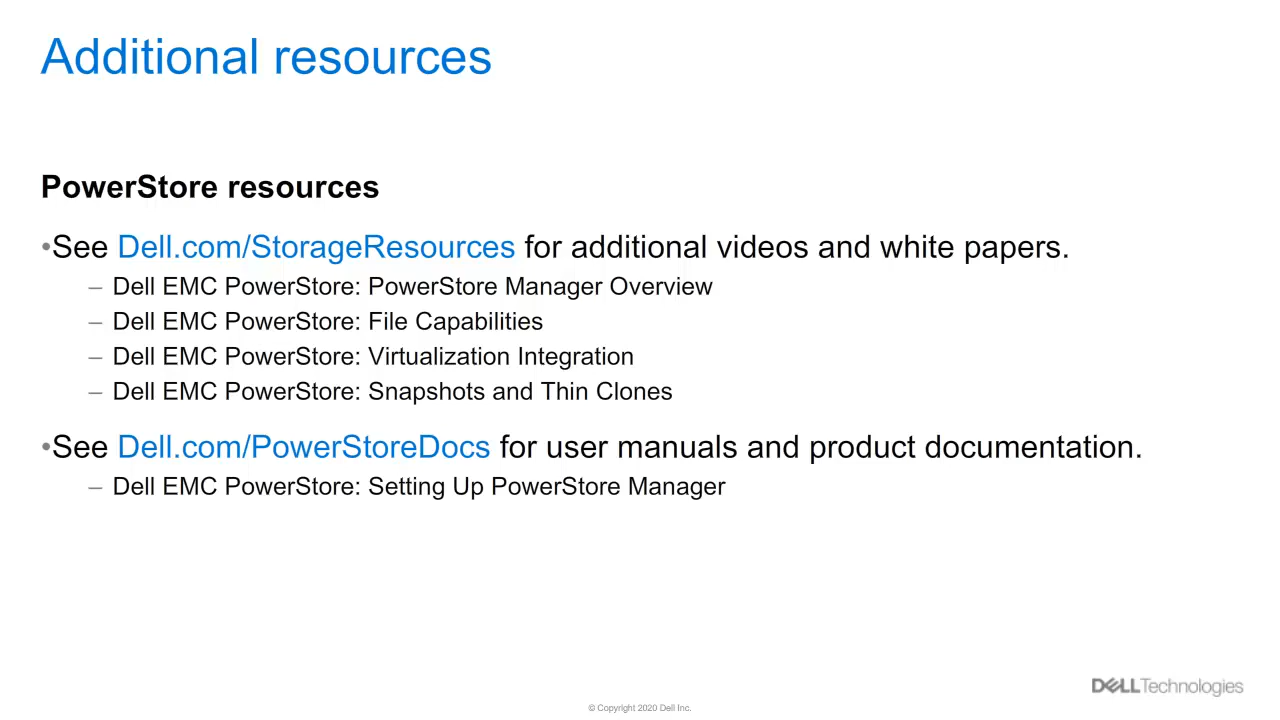 Additional resources
PowerStore resources
•See Dell.com/StorageResources for additional videos and white papers.
– Dell EMC PowerStore: PowerStore Manager Overview
– Dell EMC PowerStore: File Capabilities
– Dell EMC PowerStore: Virtualization Integration
– Dell EMC PowerStore: Snapshots and Thin Clones
•See Dell.com/PowerStoreDocs for user manuals and product documentation.
– Dell EMC PowerStore: Setting Up PowerStore Manager
DELLTechnologies
© Copyright 2020 Dell Inc.